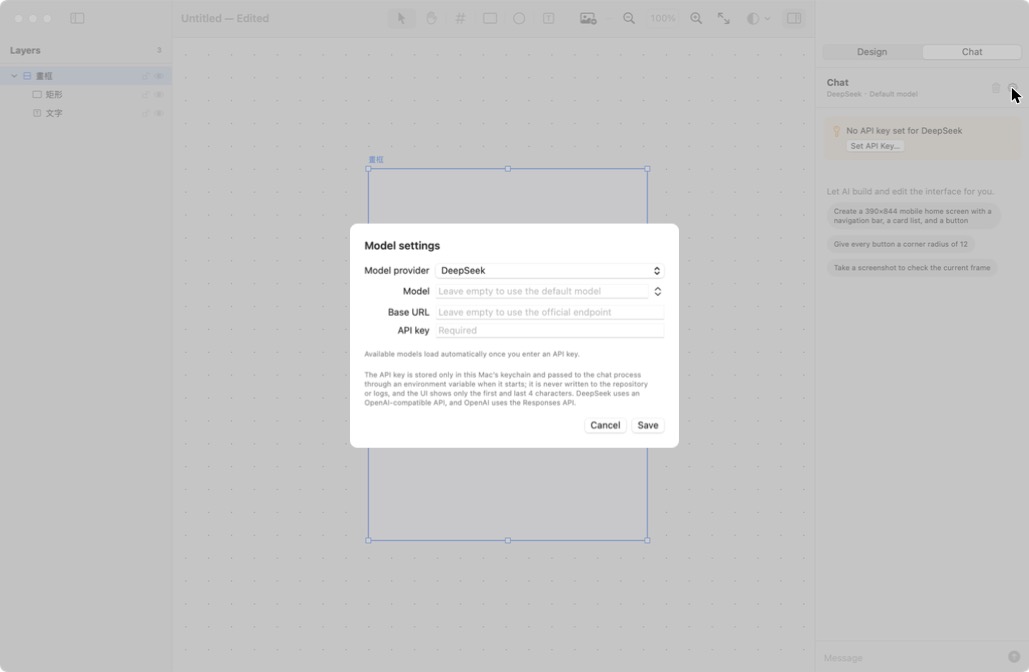 Untitled — Edited
100%
Layers
3
畫框
矩形
文字
畫框
Design
Chat
Chat
DeepSeek · Default model
No API key set for DeepSeek
Set API Key...
Let AI build and edit the interface for you.
Create a 390×844 mobile home screen with a
navigation bar, a card list, and a button
Give every button a corner radius of 12
Take a screenshot to check the current frame
Model settings
Model provider
DeepSeek
Model
Leave empty to use the default model
Base URL
Leave empty to use the official endpoint
API key
Required
Available models load automatically once you enter an API key.
The API key is stored only in this Mac's keychain and passed to the chat process
through an environment variable when it starts; it is never written to the repository
or logs, and the UI shows only the first and last 4 characters. DeepSeek uses an
OpenAI-compatible API, and OpenAI uses the Responses API.
Cancel
Save
Message